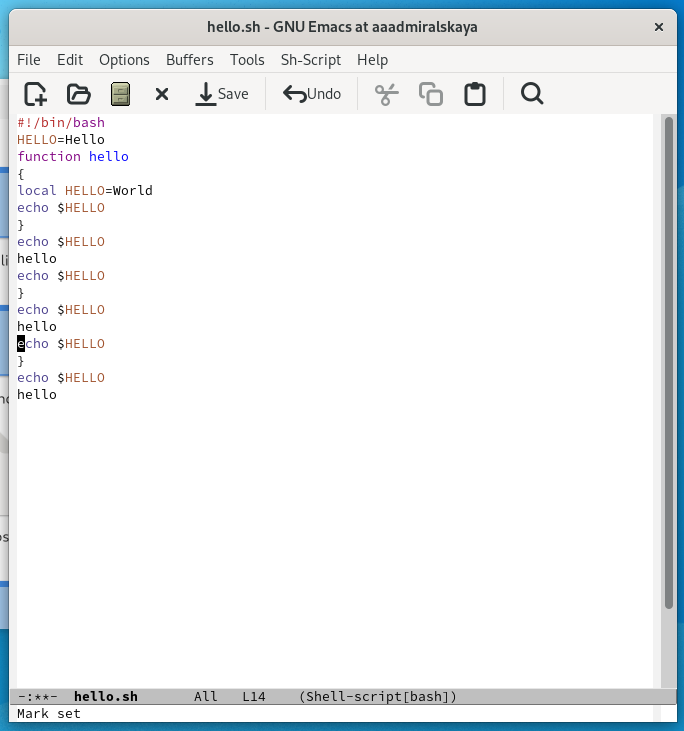 hello.sh - GNU Emacs at aaadmiralskaya
File Edit Options Buffers Tools Sh-Script Help
Save Undo
#!/bin/bash
HELLO=Hello
function hello
{
local HELLO=World
echo $HELLO
}
echo $HELLO
hello
echo $HELLO
}
echo $HELLO
hello
echo $HELLO
}
echo $HELLO
hello
-:**- hello.sh All L14 (Shell-script[bash])
Mark set